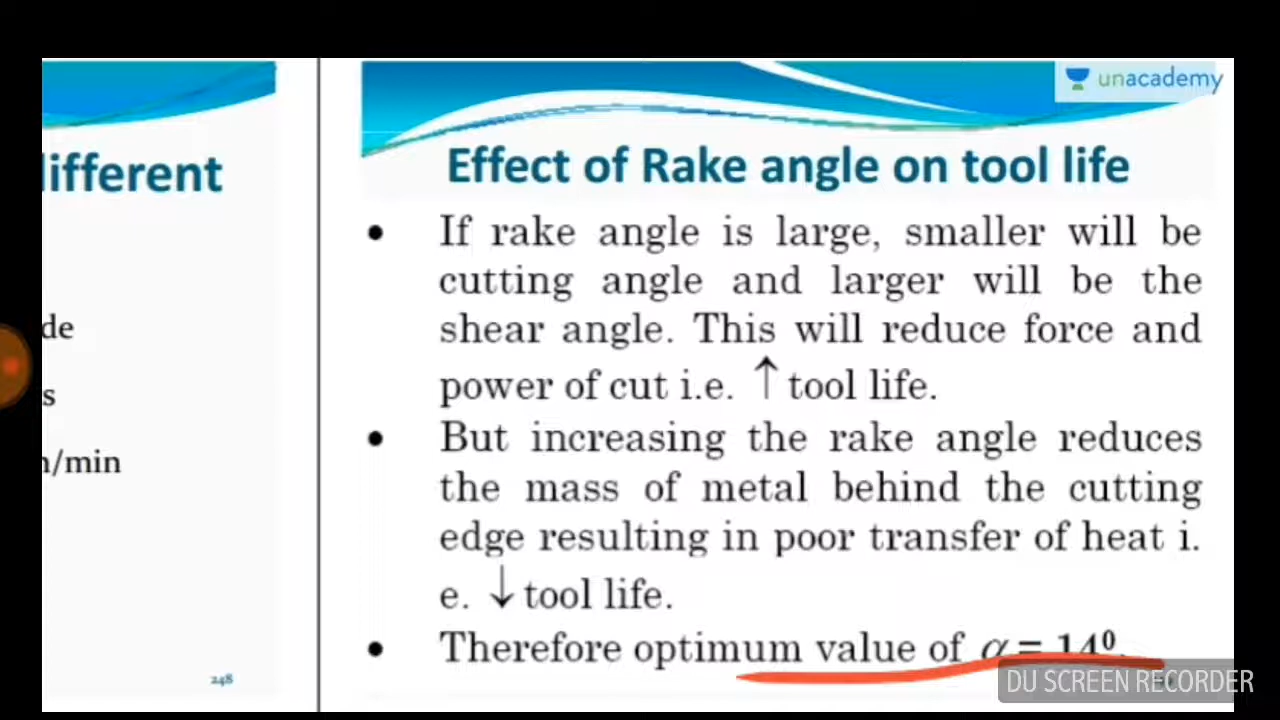 unacademy
ifferent
de
s
n/min
248
Effect of Rake angle on tool life
• If rake angle is large, smaller will be
cutting angle and larger will be the
shear angle. This will reduce force and
power of cut i.e. ↑ tool life.
• But increasing the rake angle reduces
the mass of metal behind the cutting
edge resulting in poor transfer of heat i.
e. ↓ tool life.
• Therefore optimum value of α = 14⁰.
DU SCREEN RECORDER